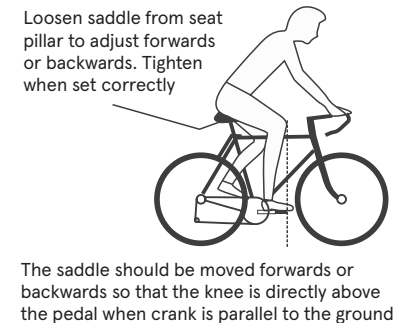 Loosen saddle from seat
pillar to adjust forwards
or backwards. Tighten
when set correctly
The saddle should be moved forwards or
backwards so that the knee is directly above
the pedal when crank is parallel to the ground